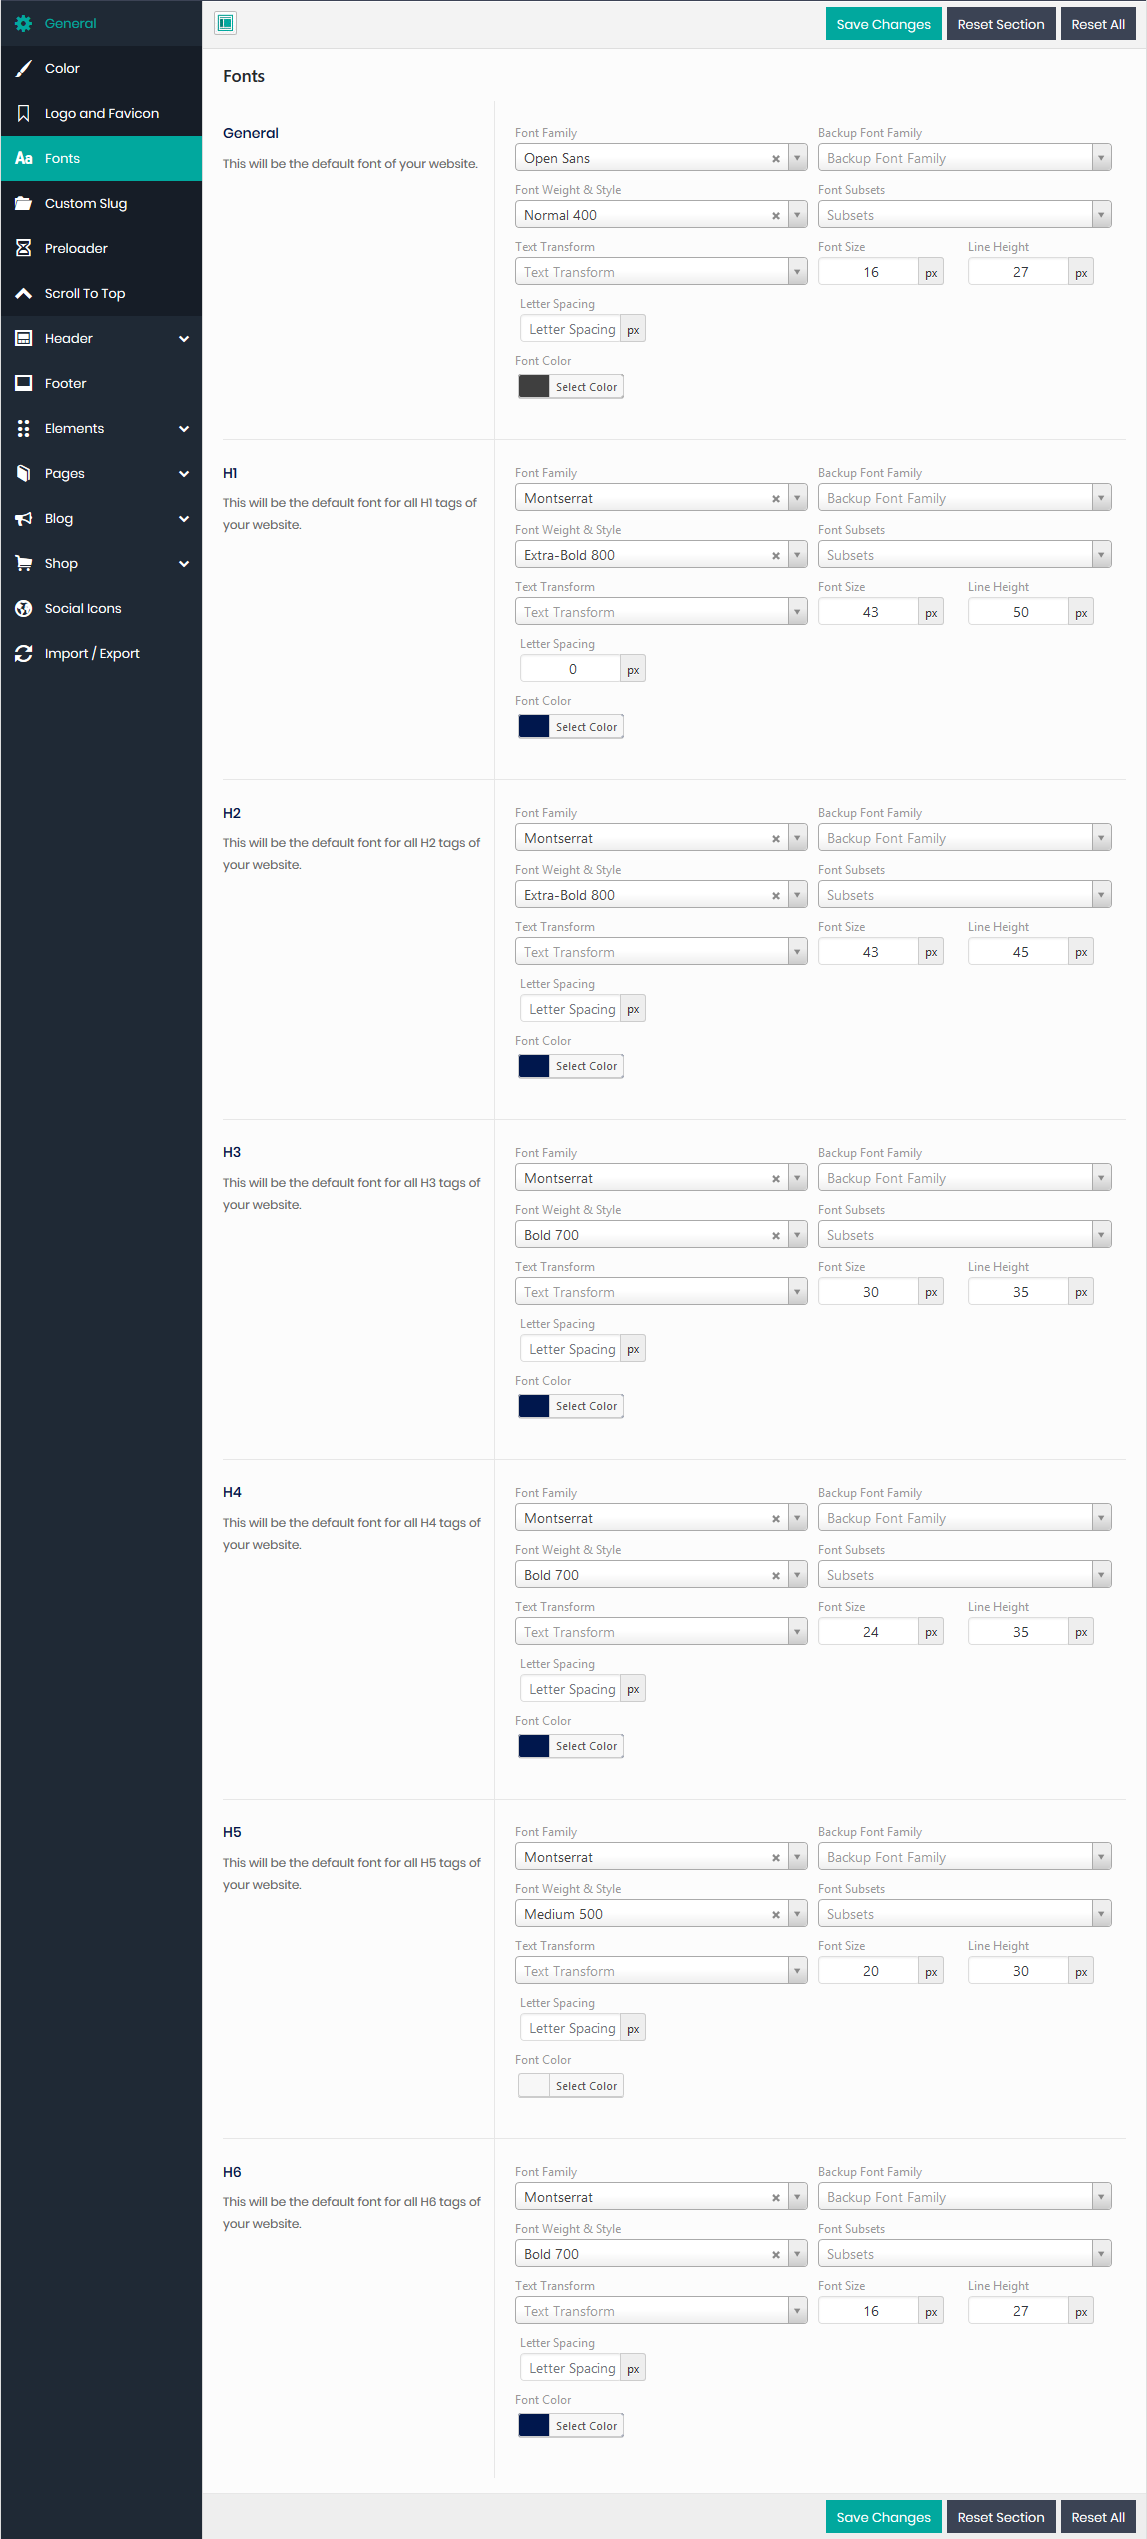 General
Color
Logo and Favicon
Aa Fonts
Custom Slug
Preloader
Scroll To Top
Header
Footer
Elements
Pages
Blog
Shop
Social Icons
Import / Export
Save Changes Reset Section Reset All
Fonts
General
This will be the default font of your website.
Font Family Backup Font Family
Open Sans × Backup Font Family
Font Weight & Style Font Subsets
Normal 400 × Subsets
Text Transform Font Size Line Height
Text Transform 16 px 27 px
Letter Spacing
Letter Spacing px
Font Color
Select Color
H1
This will be the default font for all H1 tags of
your website.
Font Family Backup Font Family
Montserrat × Backup Font Family
Font Weight & Style Font Subsets
Extra-Bold 800 × Subsets
Text Transform Font Size Line Height
Text Transform 43 px 50 px
Letter Spacing
0 px
Font Color
Select Color
H2
This will be the default font for all H2 tags of
your website.
Font Family Backup Font Family
Montserrat × Backup Font Family
Font Weight & Style Font Subsets
Extra-Bold 800 × Subsets
Text Transform Font Size Line Height
Text Transform 43 px 45 px
Letter Spacing
Letter Spacing px
Font Color
Select Color
H3
This will be the default font for all H3 tags of
your website.
Font Family Backup Font Family
Montserrat × Backup Font Family
Font Weight & Style Font Subsets
Bold 700 × Subsets
Text Transform Font Size Line Height
Text Transform 30 px 35 px
Letter Spacing
Letter Spacing px
Font Color
Select Color
H4
This will be the default font for all H4 tags of
your website.
Font Family Backup Font Family
Montserrat × Backup Font Family
Font Weight & Style Font Subsets
Bold 700 × Subsets
Text Transform Font Size Line Height
Text Transform 24 px 35 px
Letter Spacing
Letter Spacing px
Font Color
Select Color
H5
This will be the default font for all H5 tags of
your website.
Font Family Backup Font Family
Montserrat × Backup Font Family
Font Weight & Style Font Subsets
Medium 500 × Subsets
Text Transform Font Size Line Height
Text Transform 20 px 30 px
Letter Spacing
Letter Spacing px
Font Color
Select Color
H6
This will be the default font for all H6 tags of
your website.
Font Family Backup Font Family
Montserrat × Backup Font Family
Font Weight & Style Font Subsets
Bold 700 × Subsets
Text Transform Font Size Line Height
Text Transform 16 px 27 px
Letter Spacing
Letter Spacing px
Font Color
Select Color
Save Changes Reset Section Reset All